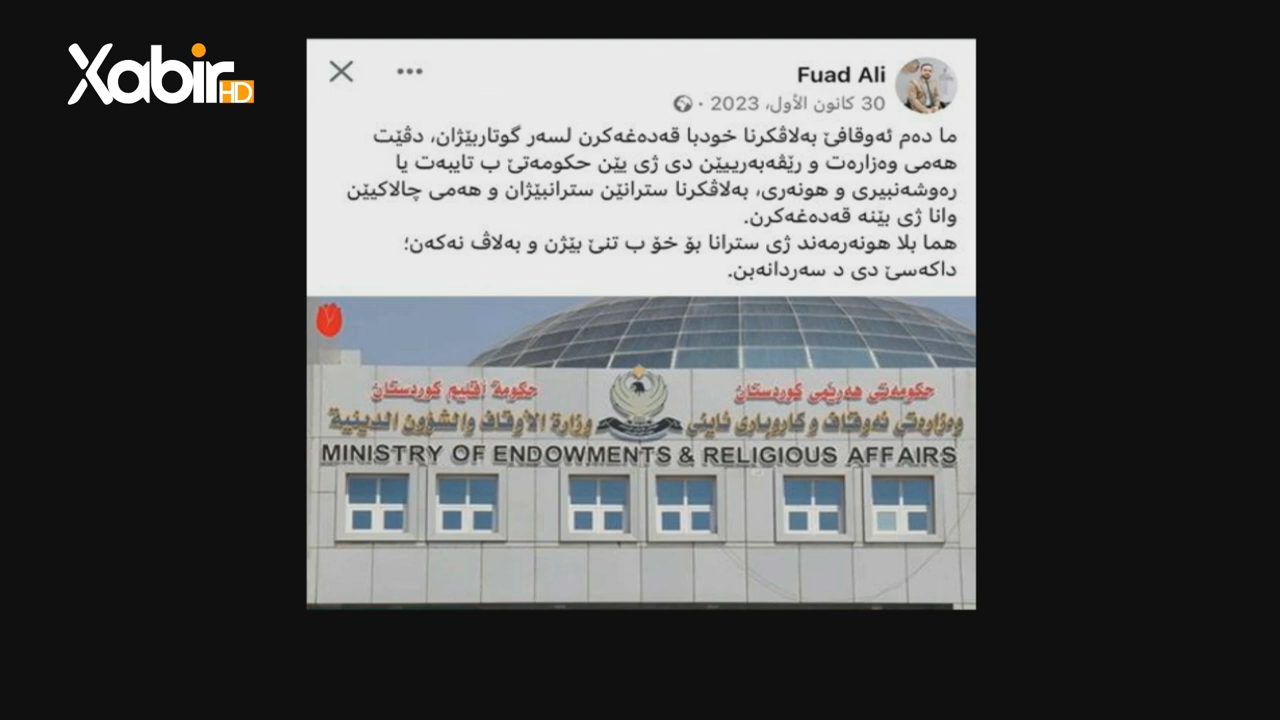 Xabir HD
Fuad Ali
30 كانون الأول، 2023
ما دەم ئەوقافێ بەلاڤکرنا خودبا قەدەغەکرن لسەر گوتاربێژان، دڤێت
هەمی وەزارەت و رێڤەبەرییێن دی ژی یێن حکومەتێ ب تایبەت یا
رەوشەنبیری و هونەری، بەلاڤکرنا سترانێن سترانبێژان و هەمی چالاکیێن
وانا ژی بێنە قەدەغەکرن.
هما بلا هونەرمەند ژی سترانا بۆ خۆ ب تنێ بێژن و بەلاڤ نەکەن؛
داکەسێ دی د سەردانەبن.
حکومەتی هەرێمی کوردستان
حكومة اقليم كوردستان
وەزارەتی ئەوقاف و کاروباری ئاینی
وزارة الأوقاف والشؤون الدينية
MINISTRY OF ENDOWMENTS & RELIGIOUS AFFAIRS